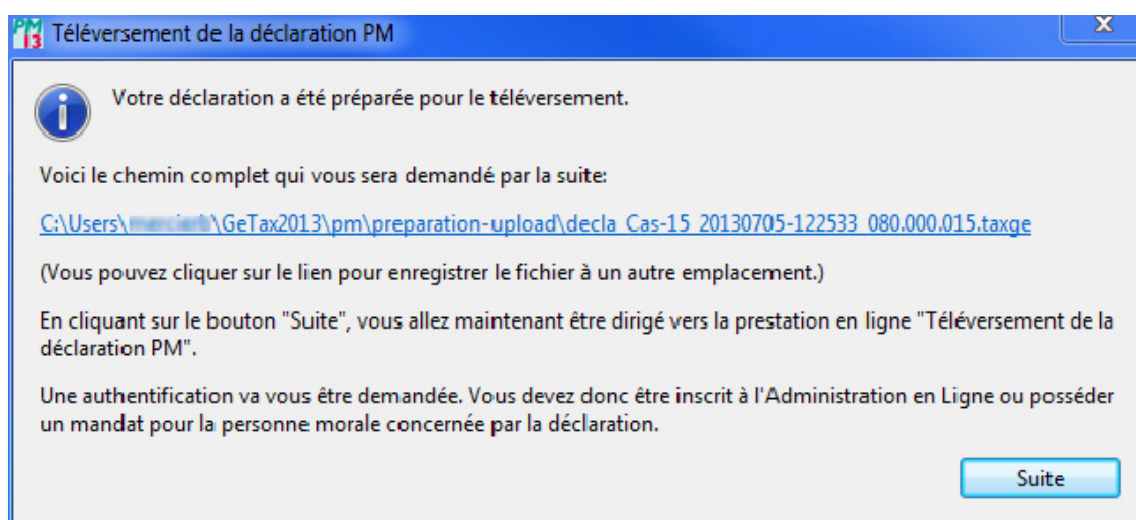 PM 13 Téléversement de la déclaration PM
X
Votre déclaration a été préparée pour le téléversement.
Voici le chemin complet qui vous sera demandé par la suite:
C:\Users\ \GeTax2013\pm\preparation-upload\decla_Cas-15_20130705-122533_080.000.015.taxge
(Vous pouvez cliquer sur le lien pour enregistrer le fichier à un autre emplacement.)
En cliquant sur le bouton "Suite", vous allez maintenant être dirigé vers la prestation en ligne "Téléversement de la
déclaration PM".
Une authentification va vous être demandée. Vous devez donc être inscrit à l'Administration en Ligne ou posséder
un mandat pour la personne morale concernée par la déclaration.
Suite